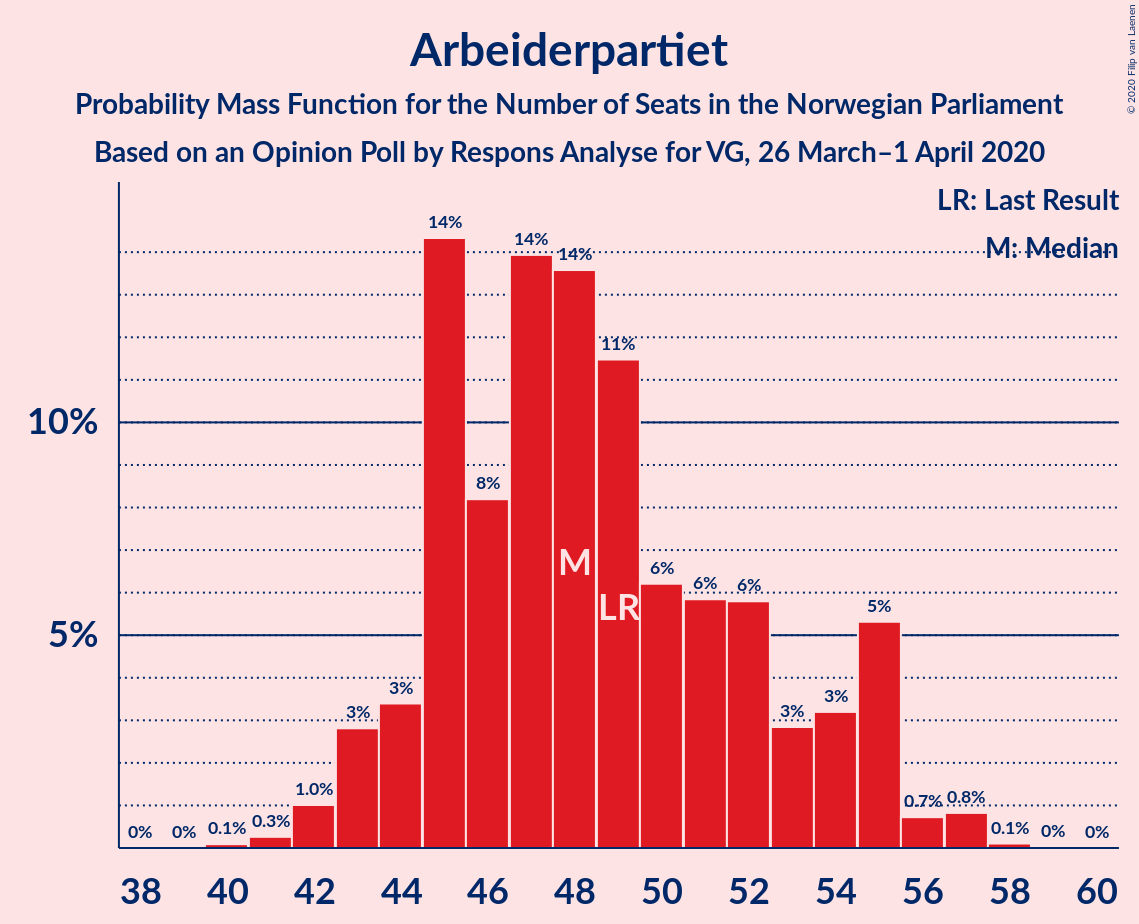 Arbeiderpartiet
Probability Mass Function for the Number of Seats in the Norwegian Parliament
Based on an Opinion Poll by Respons Analyse for VG, 26 March–1 April 2020
© 2020 Filip van Laenen
LR: Last Result
M: Median
10%
5%
0% 0% 0.1% 0.3% 1.0% 3% 3% 14% 8% 14% 14% 11% 6% 6% 6% 3% 3% 5% 0.7% 0.8% 0.1% 0% 0%
M
LR
38 40 42 44 46 48 50 52 54 56 58 60